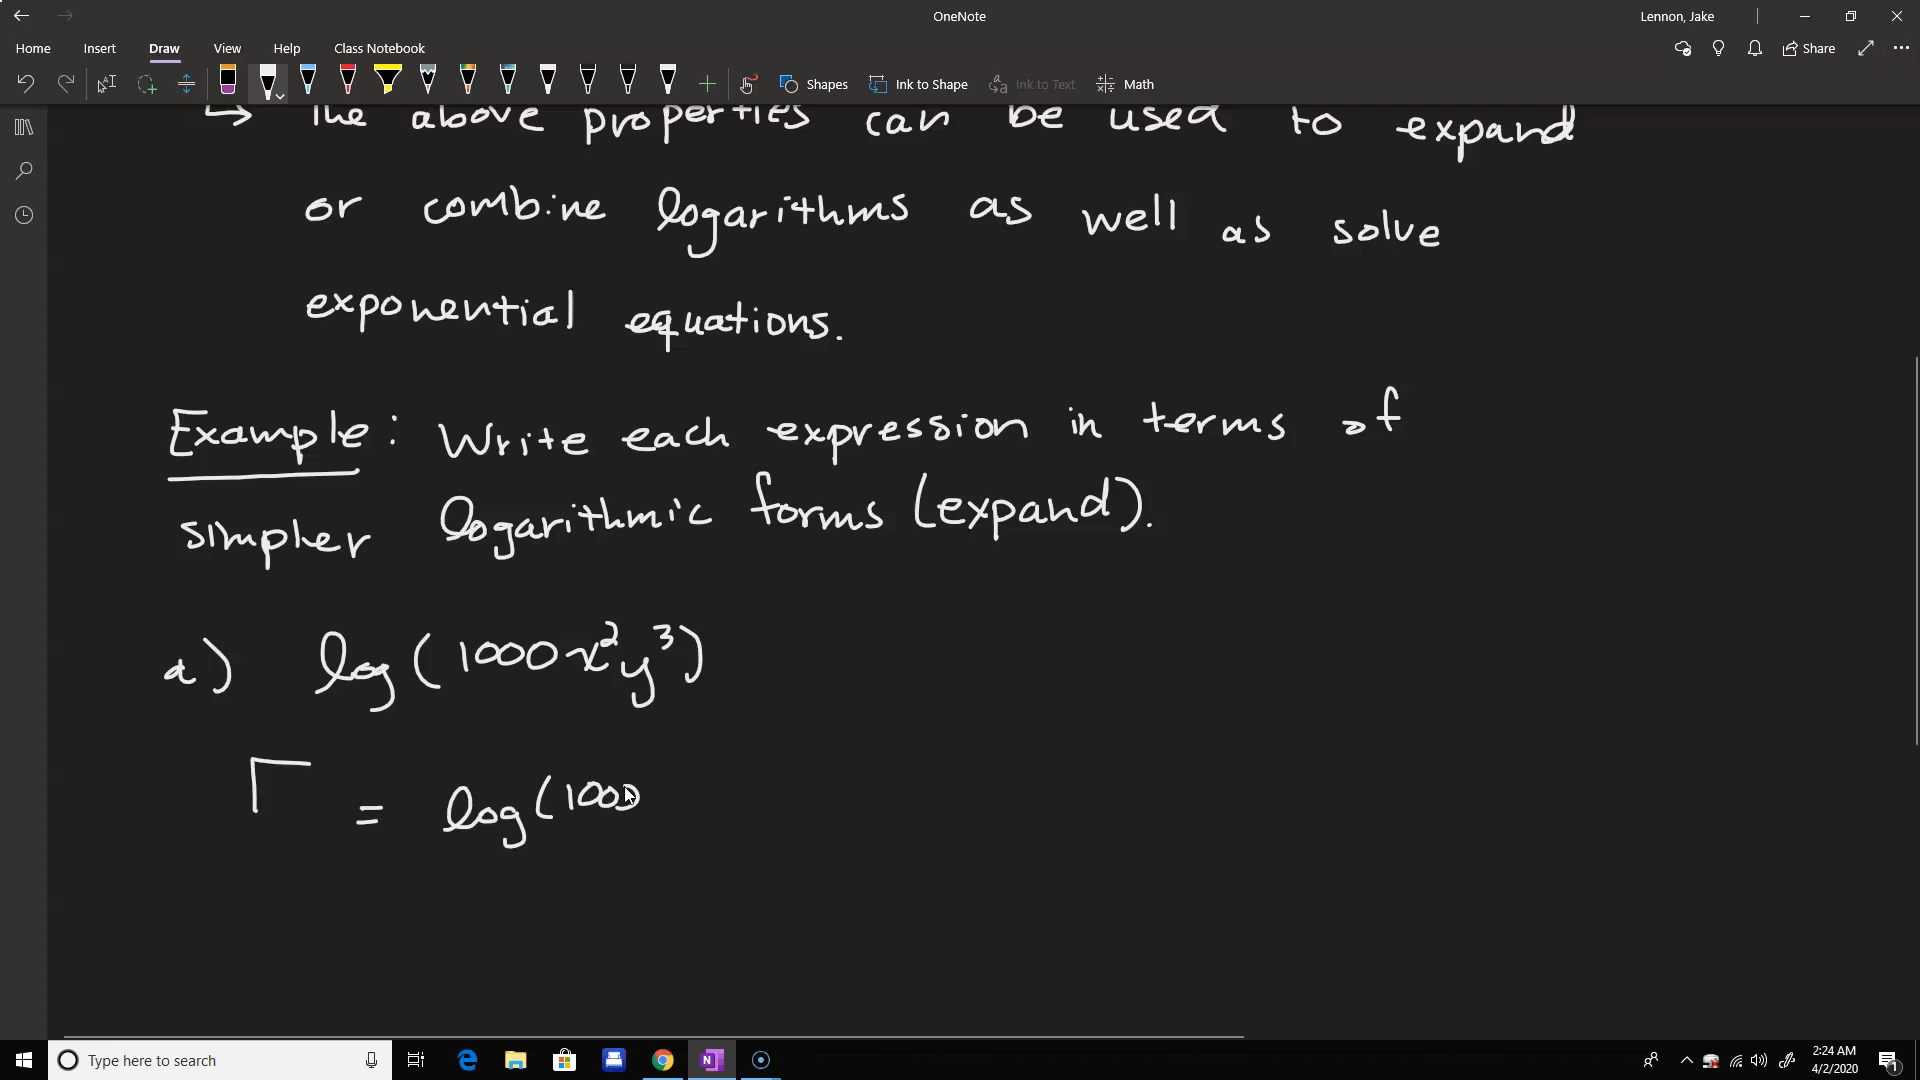 OneNote
Lennon, Jake
Home Insert Draw View Help Class Notebook
Share
Shapes Ink to Shape Ink to Text Math
↳ The above properties can be used to expand
or combine logarithms as well as solve
exponential equations.
Example: Write each expression in terms of
simpler logarithmic forms (expand).
a) log(1000x²y³)
= log(1000
Type here to search
2:24 AM
4/2/2020
1